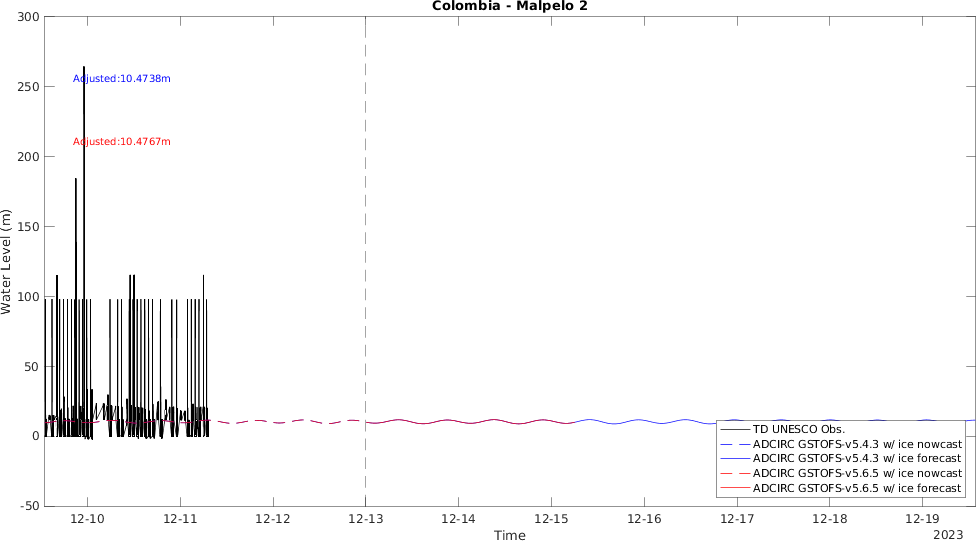 Colombia - Malpelo 2
Water Level (m)
300
250
200
150
100
50
0
-50
Adjusted:10.4738m
Adjusted:10.4767m
TD UNESCO Obs.
ADCIRC GSTOFS-v5.4.3 w/ ice nowcast
ADCIRC GSTOFS-v5.4.3 w/ ice forecast
ADCIRC GSTOFS-v5.6.5 w/ ice nowcast
ADCIRC GSTOFS-v5.6.5 w/ ice forecast
12-10 12-11 12-12 12-13 12-14 12-15 12-16 12-17 12-18 12-19
Time
2023